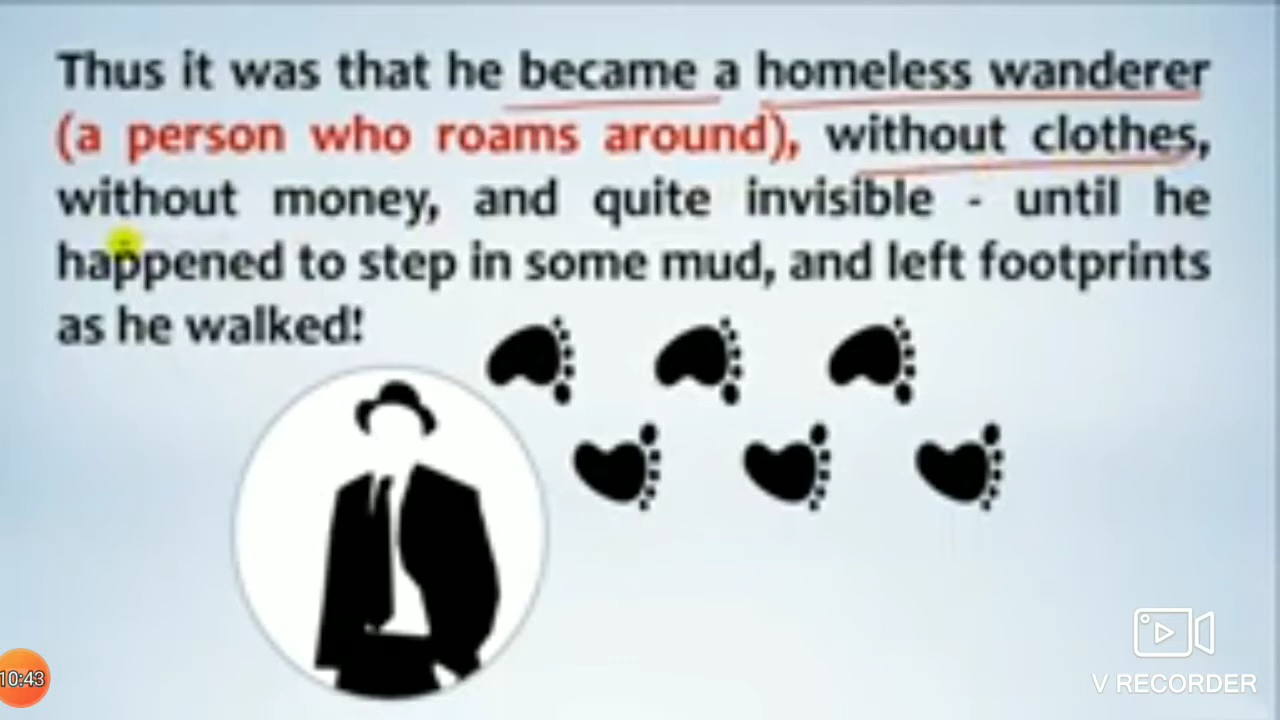 Thus it was that he became a homeless wanderer
(a person who roams around), without clothes,
without money, and quite invisible - until he
happened to step in some mud, and left footprints
as he walked!
10:43
V RECORDER